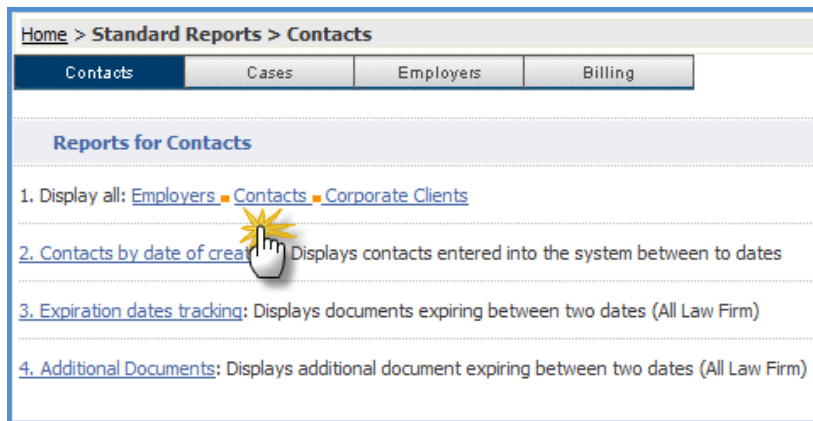 Home > Standard Reports > Contacts
Contacts Cases Employers Billing
Reports for Contacts
1. Display all: Employers Contacts Corporate Clients
2. Contacts by date of creat Displays contacts entered into the system between to dates
3. Expiration dates tracking: Displays documents expiring between two dates (All Law Firm)
4. Additional Documents: Displays additional document expiring between two dates (All Law Firm)